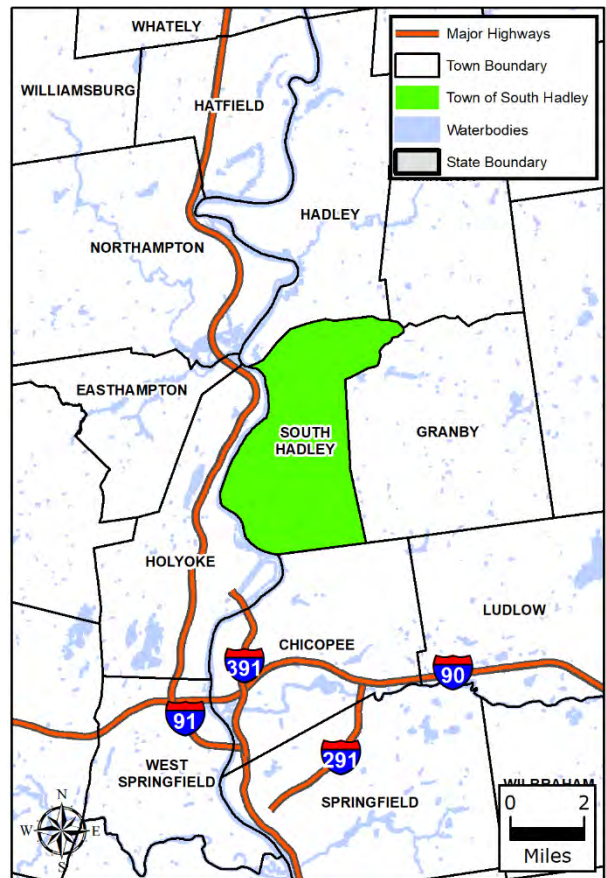 WHATELY
Major Highways
Town Boundary
Town of South Hadley
Waterbodies
State Boundary
WILLIAMSBURG
HATFIELD
HADLEY
NORTHAMPTON
EASTHAMPTON
SOUTH
HADLEY
GRANBY
HOLYOKE
LUDLOW
CHICOPEE
391
90
91
291
WEST
SPRINGFIELD
SPRINGFIELD
WILBRAHAM
N
W
E
S
0 2
Miles